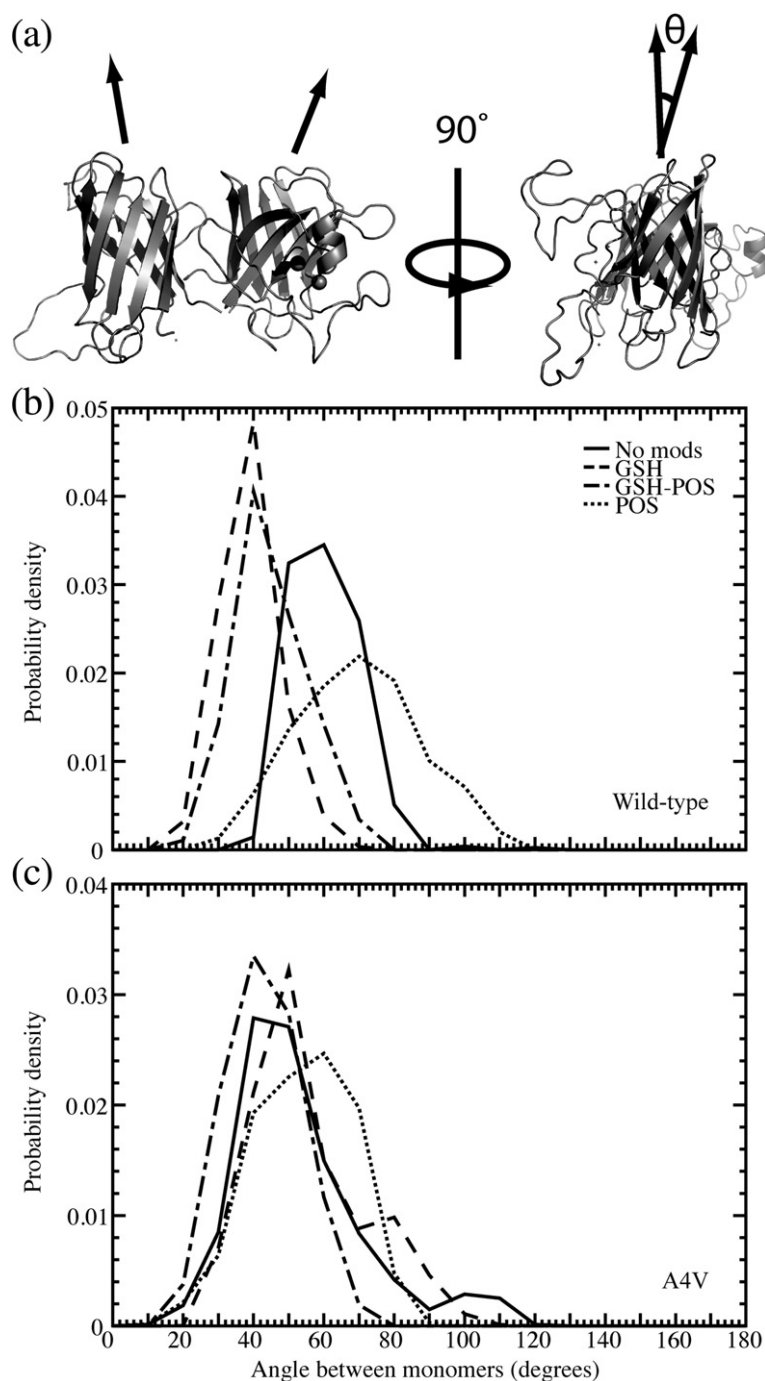 (a)
θ
90°
(b)
0.05
0.04
0.03
0.02
0.01
0
Probability density
No mods
GSH
GSH-POS
POS
Wild-type
(c)
0.04
0.03
0.02
0.01
0
Probability density
A4V
0 20 40 60 80 100 120 140 160 180
Angle between monomers (degrees)